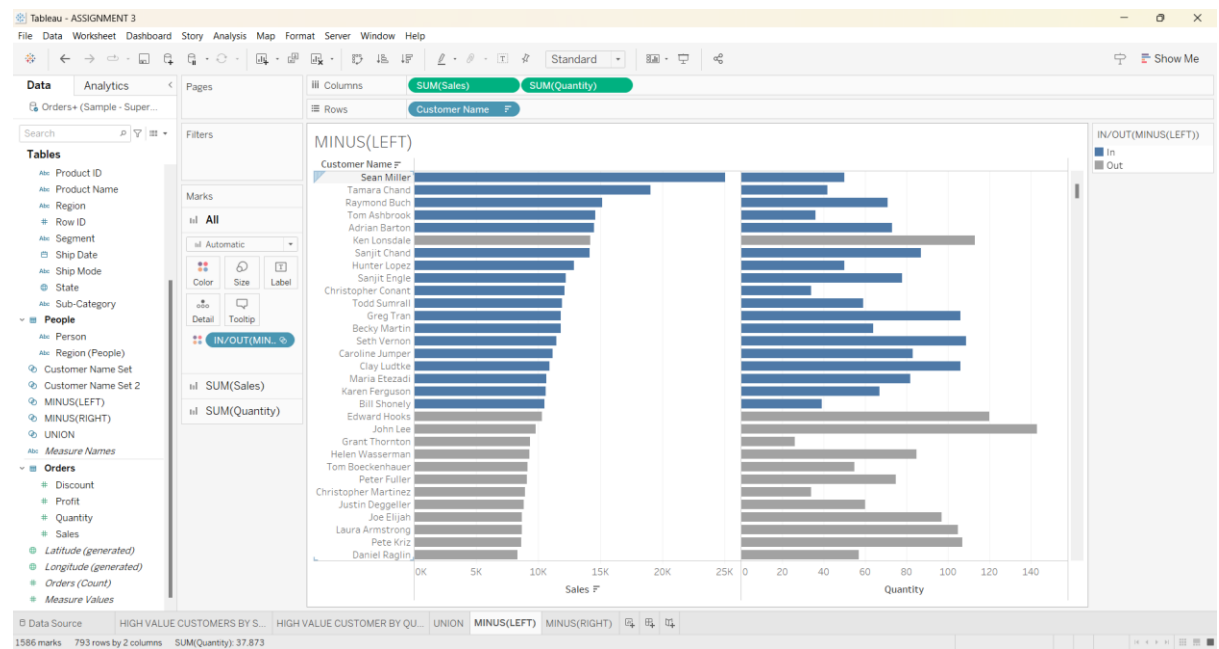 Tableau - ASSIGNMENT 3
File Data Worksheet Dashboard Story Analysis Map Format Server Window Help
Standard
Show Me
Data Analytics
Orders+ (Sample - Super...
Search
Tables
Abc Product ID
Abc Product Name
Abc Region
# Row ID
Abc Segment
Ship Date
Abc Ship Mode
State
Abc Sub-Category
People
Abc Person
Abc Region (People)
Customer Name Set
Customer Name Set 2
MINUS(LEFT)
MINUS(RIGHT)
UNION
Abc Measure Names
Orders
# Discount
# Profit
# Quantity
# Sales
Latitude (generated)
Longitude (generated)
# Orders (Count)
# Measure Values
Pages
Filters
Marks
All
Automatic
Color Size Label
Detail Tooltip
IN/OUT(MIN..
SUM(Sales)
SUM(Quantity)
Columns SUM(Sales) SUM(Quantity)
Rows Customer Name
MINUS(LEFT)
Customer Name
Sean Miller
Tamara Chand
Raymond Buch
Tom Ashbrook
Adrian Barton
Ken Lonsdale
Sanjit Chand
Hunter Lopez
Sanjit Engle
Christopher Conant
Todd Sumrall
Greg Tran
Becky Martin
Seth Vernon
Caroline Jumper
Clay Ludtke
Maria Etezadi
Karen Ferguson
Bill Shonely
Edward Hooks
John Lee
Grant Thornton
Helen Wasserman
Tom Boeckenhauer
Peter Fuller
Christopher Martinez
Justin Deggeller
Joe Elijah
Laura Armstrong
Pete Kriz
Daniel Raglin
0K 5K 10K 15K 20K 25K 0 20 40 60 80 100 120 140
Sales Quantity
IN/OUT(MINUS(LEFT))
In
Out
Data Source HIGH VALUE CUSTOMERS BY S... HIGH VALUE CUSTOMER BY QU... UNION MINUS(LEFT) MINUS(RIGHT)
1586 marks 793 rows by 2 columns SUM(Quantity): 37,873